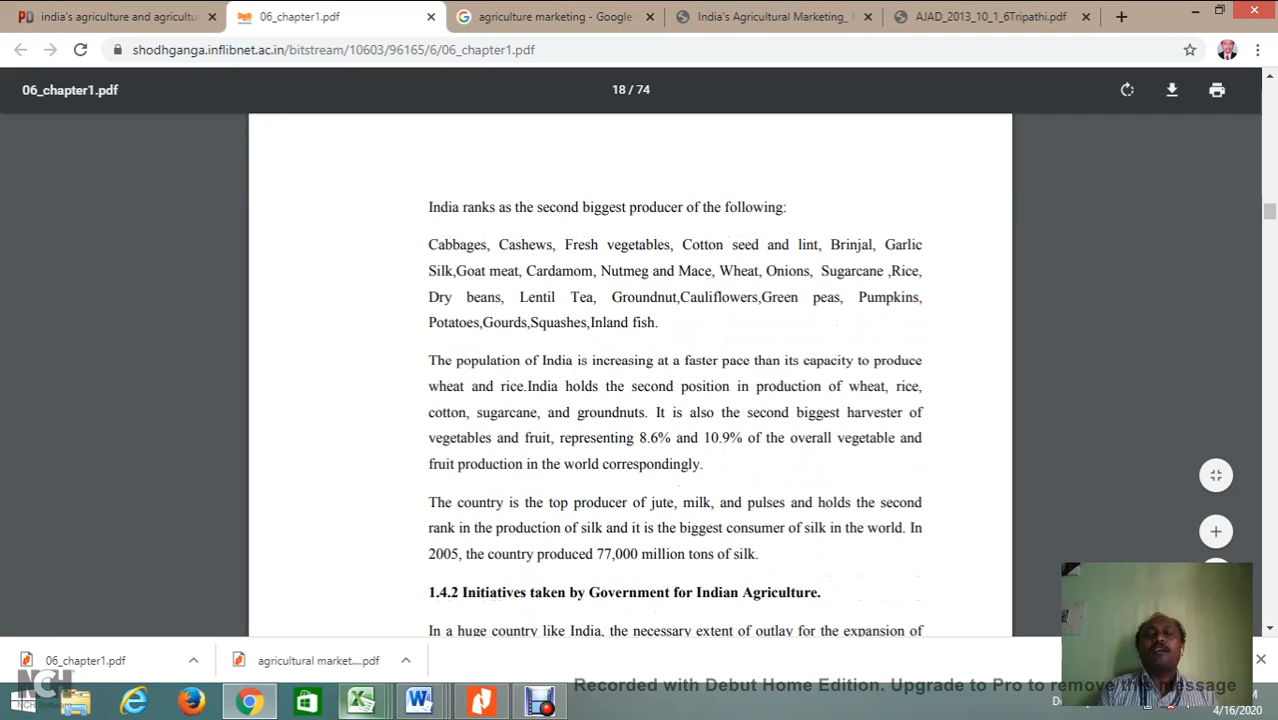 india's agriculture and agricultu
06_chapter1.pdf
agriculture marketing - Google
India's Agricultural Marketing_
AJAD_2013_10_1_6Tripathi.pdf
shodhganga.inflibnet.ac.in/bitstream/10603/96165/6/06_chapter1.pdf
06_chapter1.pdf
18 / 74
India ranks as the second biggest producer of the following:
Cabbages, Cashews, Fresh vegetables, Cotton seed and lint, Brinjal, Garlic
Silk,Goat meat, Cardamom, Nutmeg and Mace, Wheat, Onions, Sugarcane ,Rice,
Dry beans, Lentil Tea, Groundnut,Cauliflowers,Green peas, Pumpkins,
Potatoes,Gourds,Squashes,Inland fish.
The population of India is increasing at a faster pace than its capacity to produce
wheat and rice.India holds the second position in production of wheat, rice,
cotton, sugarcane, and groundnuts. It is also the second biggest harvester of
vegetables and fruit, representing 8.6% and 10.9% of the overall vegetable and
fruit production in the world correspondingly.
The country is the top producer of jute, milk, and pulses and holds the second
rank in the production of silk and it is the biggest consumer of silk in the world. In
2005, the country produced 77,000 million tons of silk.
1.4.2 Initiatives taken by Government for Indian Agriculture.
In a huge country like India, the necessary extent of outlay for the expansion of
06_chapter1.pdf
agricultural market....pdf
NCH
NCH Software
Recorded with Debut Home Edition. Upgrade to Pro to remove this message
4/16/2020